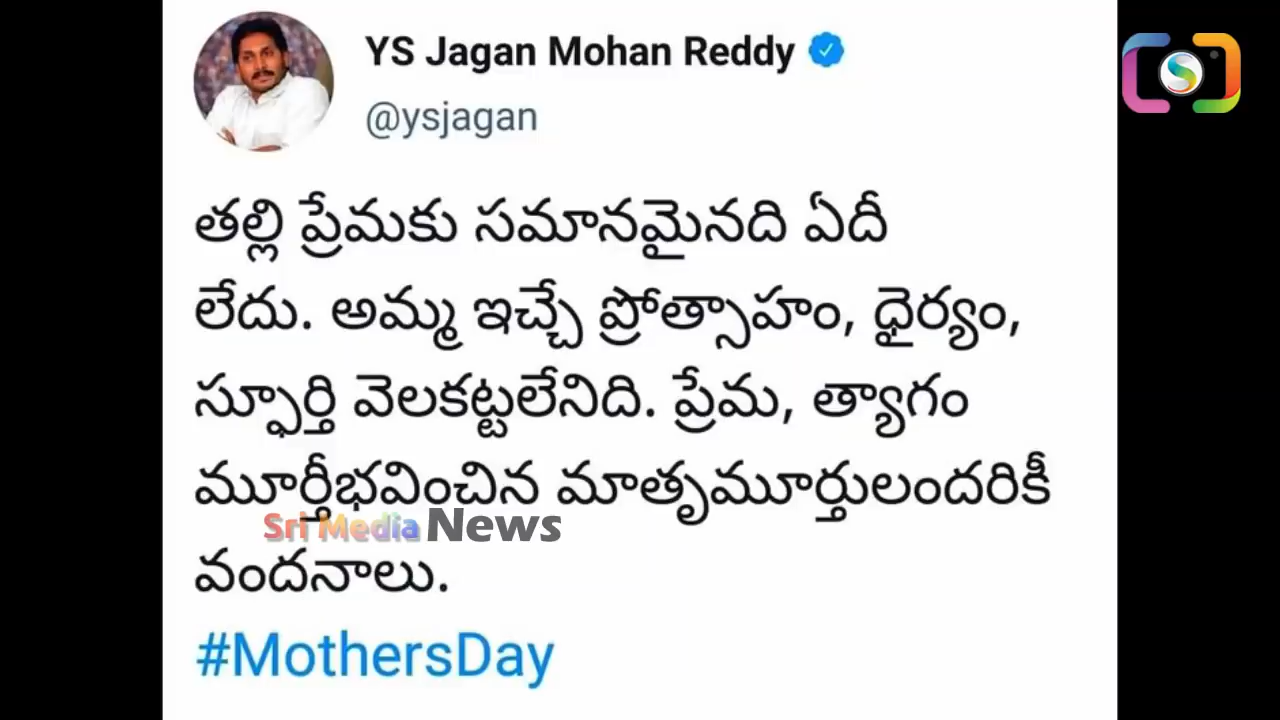 YS Jagan Mohan Reddy
@ysjagan
తల్లి ప్రేమకు సమానమైనది ఏదీ
లేదు. అమ్మ ఇచ్చే ప్రోత్సాహం, ధైర్యం,
స్ఫూర్తి వెలకట్టలేనిది. ప్రేమ, త్యాగం
మూర్తీభవించిన మాతృమూర్తులందరికీ
Sri Media News
వందనాలు.
#MothersDay